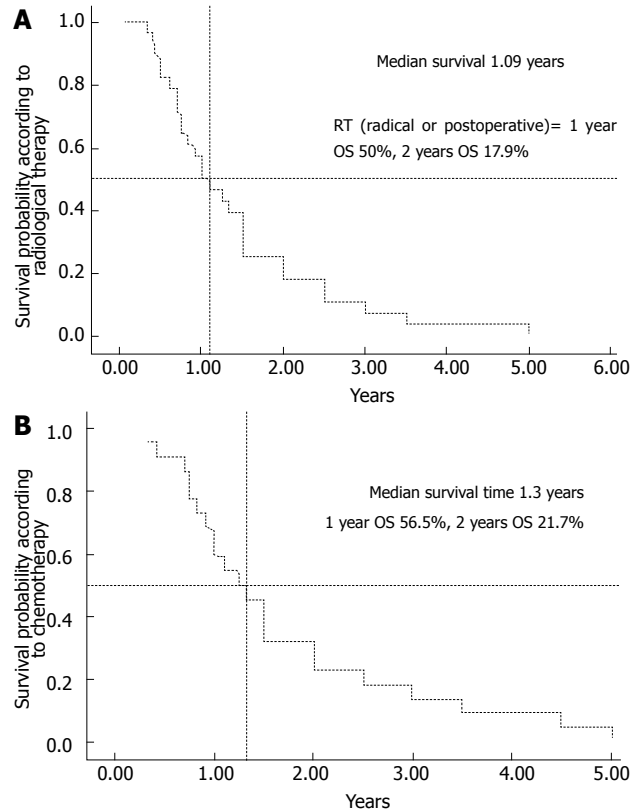 A
Survival probability according to
radiological therapy
1.0
0.8
0.6
0.4
0.2
0.0
Median survival 1.09 years
RT (radical or postoperative)= 1 year
OS 50%, 2 years OS 17.9%
0.00 1.00 2.00 3.00 4.00 5.00 6.00
Years
B
Survival probability according
to chemotherapy
1.0
0.8
0.6
0.4
0.2
0.0
Median survival time 1.3 years
1 year OS 56.5%, 2 years OS 21.7%
0.00 1.00 2.00 3.00 4.00 5.00
Years